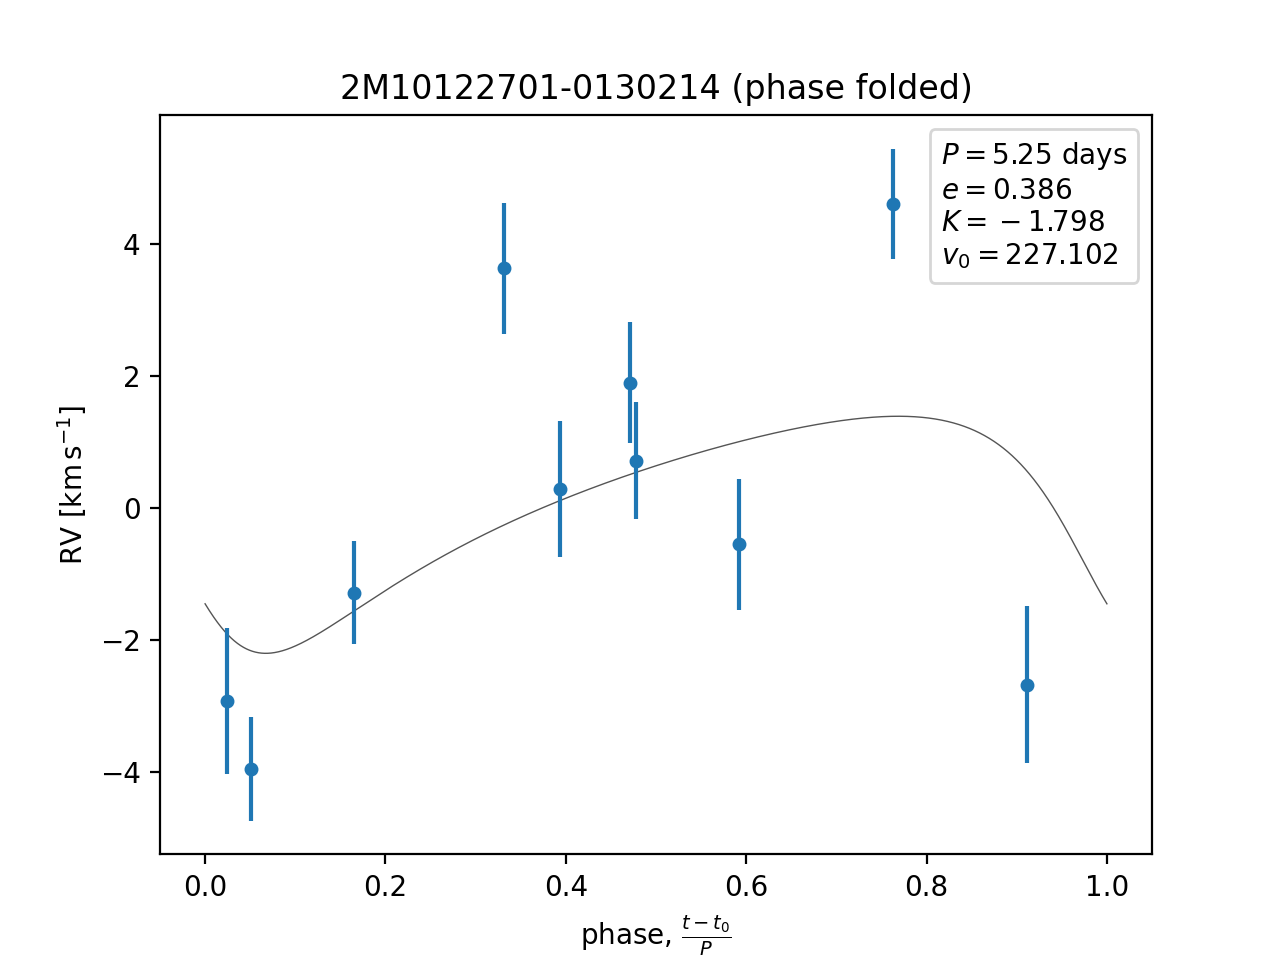 2M10122701-0130214 (phase folded)
P = 5.25 days
e = 0.386
K = −1.798
v₀ = 227.102
RV [km s⁻¹]
4
2
0
−2
−4
0.0 0.2 0.4 0.6 0.8 1.0
phase, (t − t₀)/P